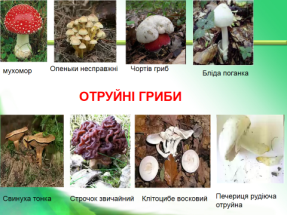 мухомор
Опеньки несправжні
Чортів гриб
Бліда поганка
ОТРУЙНІ ГРИБИ
Свинуха тонка
Строчок звичайний
Клітоцибе восковий
Печериця рудіюча
отруйна